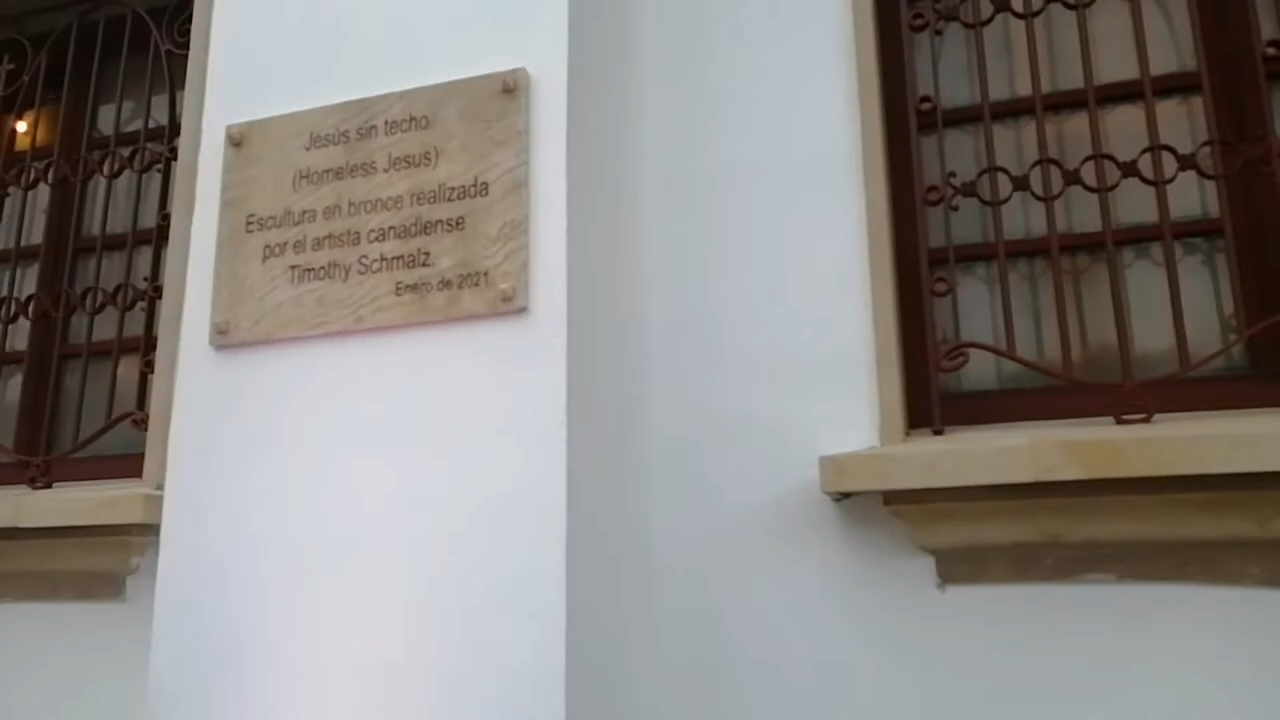 Jesús sin techo
(Homeless Jesus)
Escultura en bronce realizada
por el artista canadiense
Timothy Schmalz.
Enero de 2021